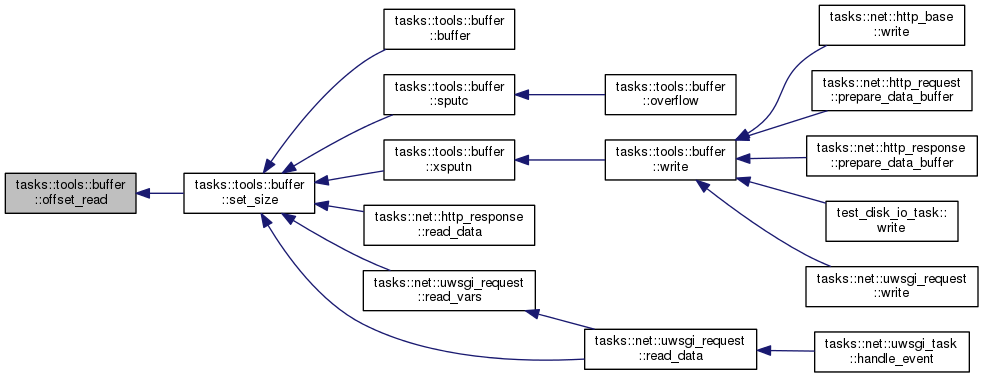 tasks::tools::buffer
::offset_read
tasks::tools::buffer
::set_size
tasks::tools::buffer
::buffer
tasks::tools::buffer
::sputc
tasks::tools::buffer
::xsputn
tasks::net::http_response
::read_data
tasks::net::uwsgi_request
::read_vars
tasks::net::uwsgi_request
::read_data
tasks::tools::buffer
::overflow
tasks::tools::buffer
::write
tasks::net::http_base
::write
tasks::net::http_request
::prepare_data_buffer
tasks::net::http_response
::prepare_data_buffer
test_disk_io_task::
write
tasks::net::uwsgi_request
::write
tasks::net::uwsgi_task
::handle_event